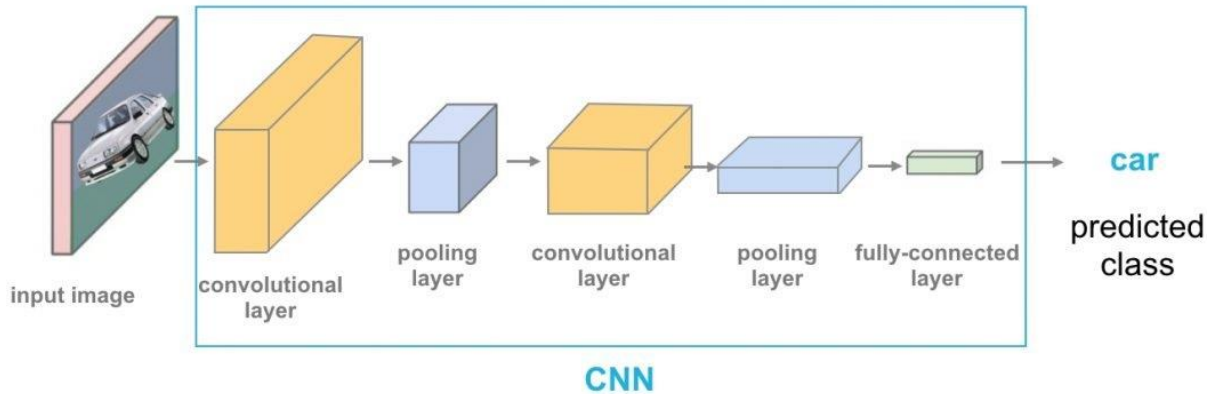 input image
convolutional
layer
pooling
layer
convolutional
layer
pooling
layer
fully-connected
layer
car
predicted
class
CNN